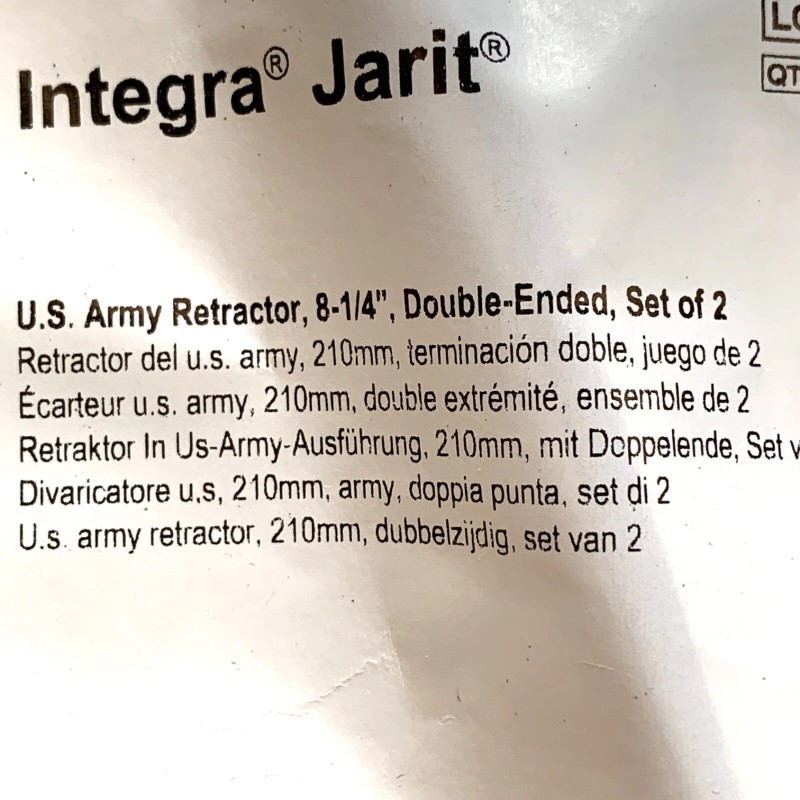 Integra® Jarit®
QT
U.S. Army Retractor, 8-1/4", Double-Ended, Set of 2
Retractor del u.s. army, 210mm, terminación doble, juego de 2
Écarteur u.s. army, 210mm, double extrémité, ensemble de 2
Retraktor In Us-Army-Ausführung, 210mm, mit Doppelende, Set v
Divaricatore u.s, 210mm, army, doppia punta, set di 2
U.s. army retractor, 210mm, dubbelzijdig, set van 2